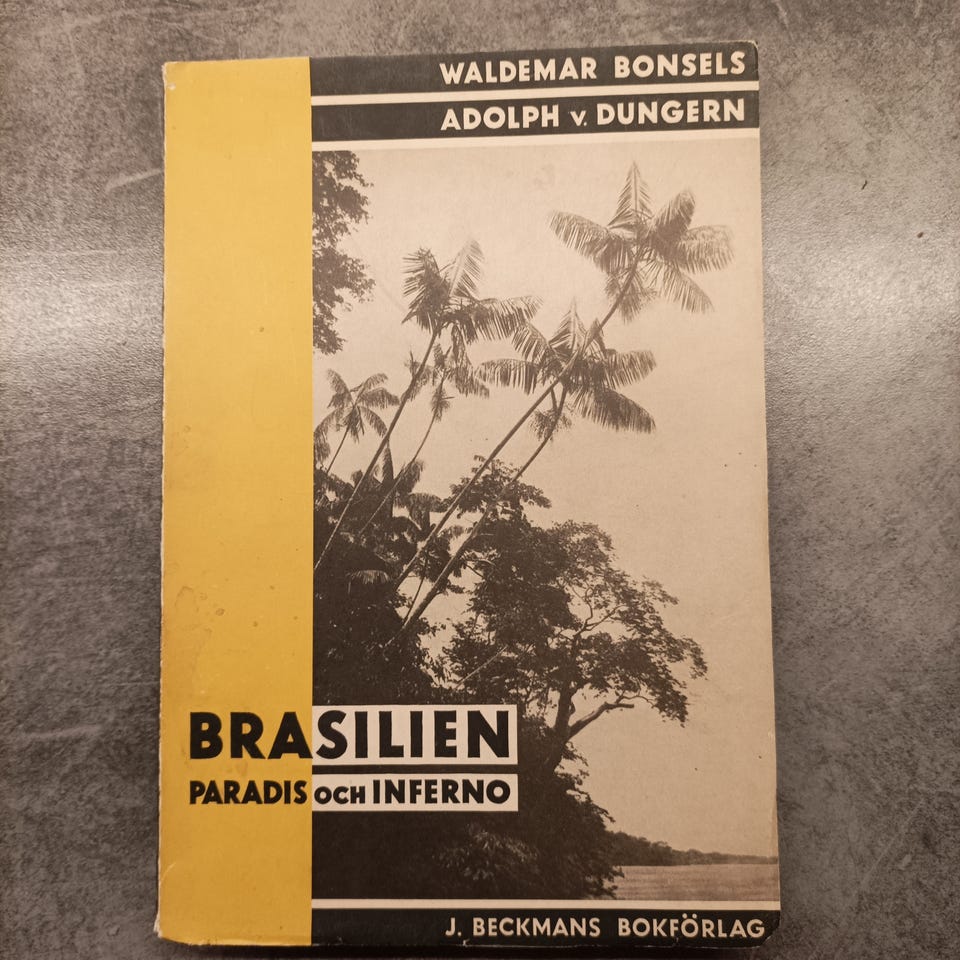 WALDEMAR BONSELS
ADOLPH v. DUNGERN
BRASILIEN
PARADIS OCH INFERNO
J. BECKMANS BOKFÖRLAG